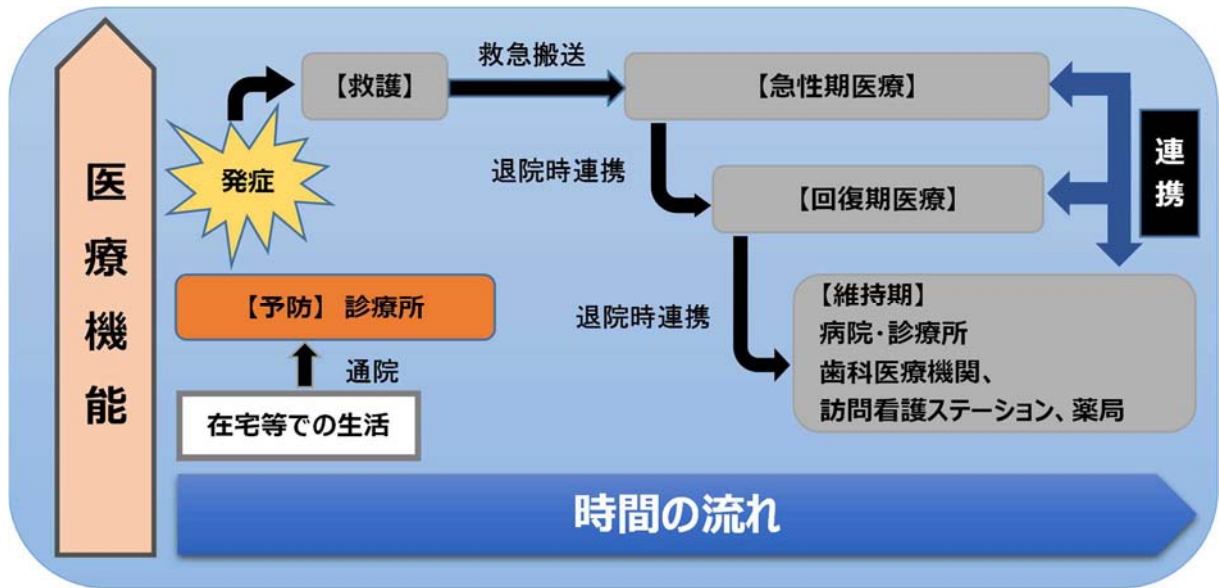 医療機能
【救護】
救急搬送
【急性期医療】
発症
退院時連携
連携
【回復期医療】
【予防】 診療所
退院時連携
【維持期】
病院・診療所
歯科医療機関、
訪問看護ステーション、薬局
通院
在宅等での生活
時間の流れ